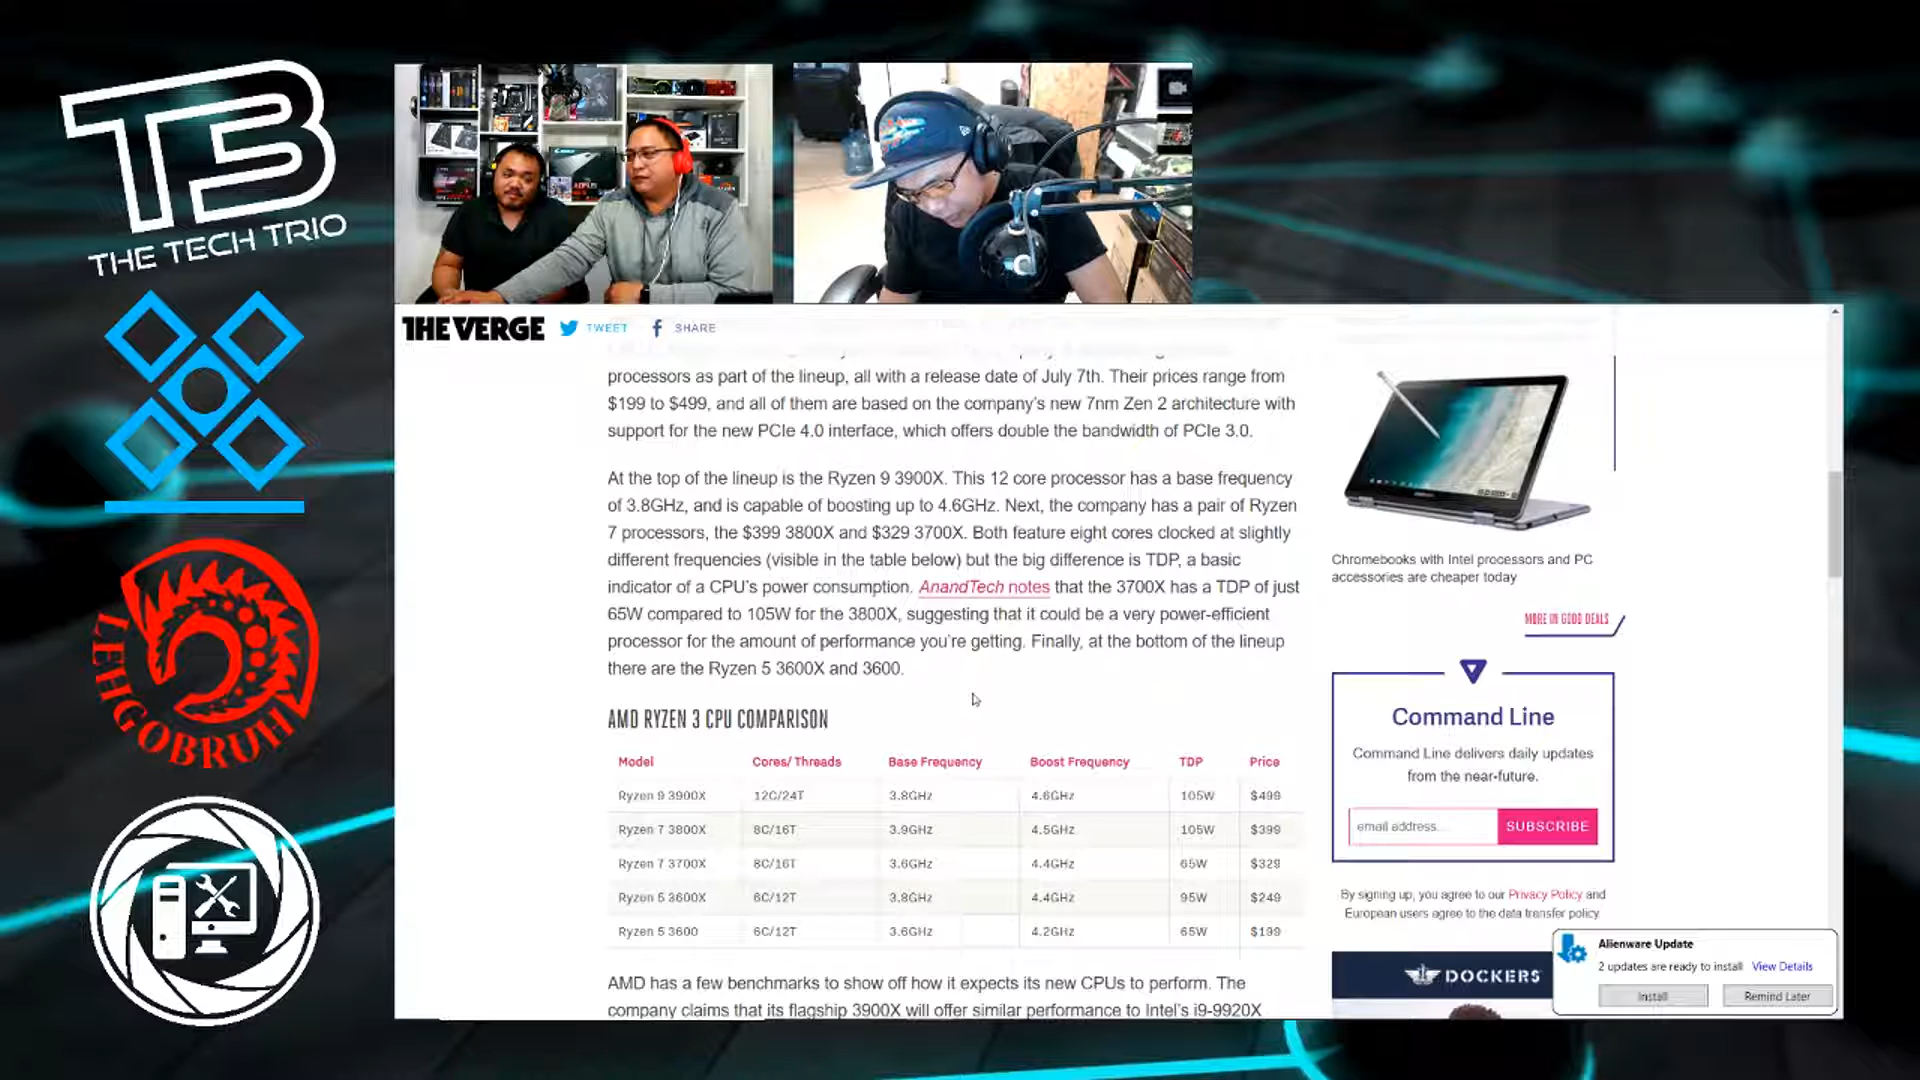 T3
THE TECH TRIO
LEHGOBRUH
THE VERGE
TWEET
SHARE
processors as part of the lineup, all with a release date of July 7th. Their prices range from
$199 to $499, and all of them are based on the company's new 7nm Zen 2 architecture with
support for the new PCIe 4.0 interface, which offers double the bandwidth of PCIe 3.0.
At the top of the lineup is the Ryzen 9 3900X. This 12 core processor has a base frequency
of 3.8GHz, and is capable of boosting up to 4.6GHz. Next, the company has a pair of Ryzen
7 processors, the $399 3800X and $329 3700X. Both feature eight cores clocked at slightly
different frequencies (visible in the table below) but the big difference is TDP, a basic
indicator of a CPU's power consumption. AnandTech notes that the 3700X has a TDP of just
65W compared to 105W for the 3800X, suggesting that it could be a very power-efficient
processor for the amount of performance you're getting. Finally, at the bottom of the lineup
there are the Ryzen 5 3600X and 3600.
AMD RYZEN 3 CPU COMPARISON
Model Cores/ Threads Base Frequency Boost Frequency TDP Price
Ryzen 9 3900X 12C/24T 3.8GHz 4.6GHz 105W $499
Ryzen 7 3800X 8C/16T 3.9GHz 4.5GHz 105W $399
Ryzen 7 3700X 8C/16T 3.6GHz 4.4GHz 65W $329
Ryzen 5 3600X 6C/12T 3.8GHz 4.4GHz 95W $249
Ryzen 5 3600 6C/12T 3.6GHz 4.2GHz 65W $199
AMD has a few benchmarks to show off how it expects its new CPUs to perform. The
company claims that its flagship 3900X will offer similar performance to Intel's i9-9920X
Chromebooks with Intel processors and PC
accessories are cheaper today
MORE IN GOOD DEALS
Command Line
Command Line delivers daily updates
from the near-future.
email address...
SUBSCRIBE
By signing up, you agree to our Privacy Policy and
European users agree to the data transfer policy
DOCKERS
Alienware Update
2 updates are ready to install View Details
Install
Remind Later